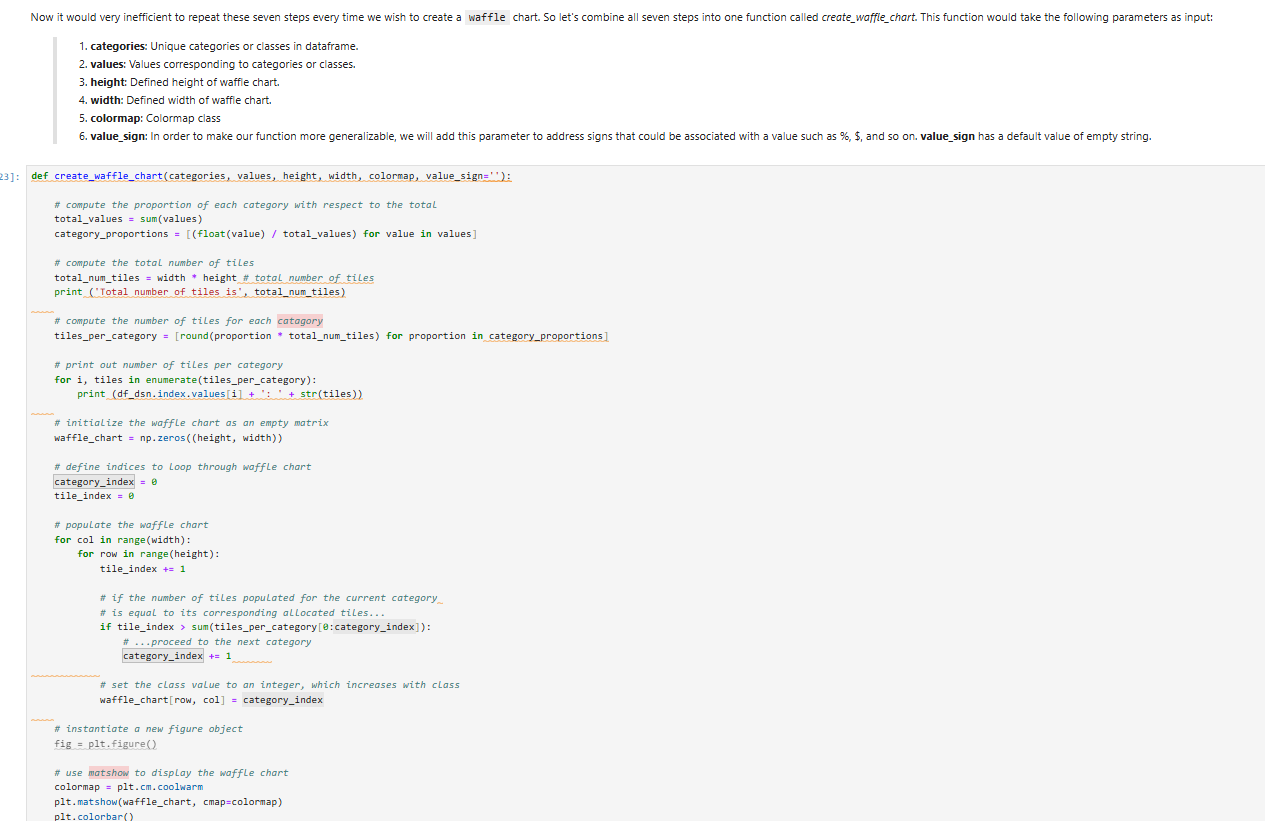 Now it would very inefficient to repeat these seven steps every time we wish to create a waffle chart. So let's combine all seven steps into one function called create_waffle_chart. This function would take the following parameters as input:
1. categories: Unique categories or classes in dataframe.
2. values: Values corresponding to categories or classes.
3. height: Defined height of waffle chart.
4. width: Defined width of waffle chart.
5. colormap: Colormap class
6. value_sign: In order to make our function more generalizable, we will add this parameter to address signs that could be associated with a value such as %, $, and so on. value_sign has a default value of empty string.
23]: def create_waffle_chart(categories, values, height, width, colormap, value_sign=''):
# compute the proportion of each category with respect to the total
total_values = sum(values)
category_proportions = [(float(value) / total_values) for value in values]
# compute the total number of tiles
total_num_tiles = width * height # total number of tiles
print ('Total number of tiles is', total_num_tiles)
# compute the number of tiles for each catagory
tiles_per_category = [round(proportion * total_num_tiles) for proportion in category_proportions]
# print out number of tiles per category
for i, tiles in enumerate(tiles_per_category):
print (df_dsn.index.values[i] + ': ' + str(tiles))
# initialize the waffle chart as an empty matrix
waffle_chart = np.zeros((height, width))
# define indices to loop through waffle chart
category_index = 0
tile_index = 0
# populate the waffle chart
for col in range(width):
for row in range(height):
tile_index += 1
# if the number of tiles populated for the current category
# is equal to its corresponding allocated tiles...
if tile_index > sum(tiles_per_category[0:category_index]):
# ...proceed to the next category
category_index += 1
# set the class value to an integer, which increases with class
waffle_chart[row, col] = category_index
# instantiate a new figure object
fig = plt.figure()
# use matshow to display the waffle chart
colormap = plt.cm.coolwarm
plt.matshow(waffle_chart, cmap=colormap)
plt.colorbar()